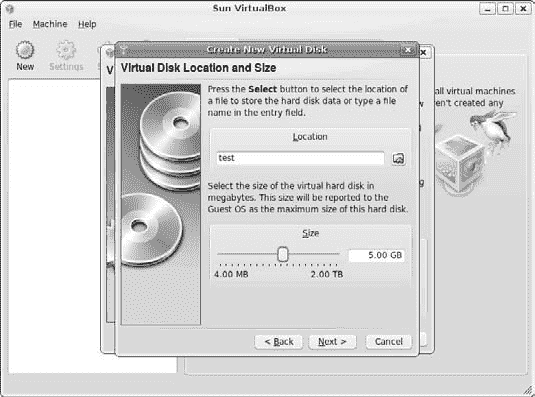 Sun VirtualBox
File Machine Help
New
Settings
Create New Virtual Disk
Virtual Disk Location and Size
Press the Select button to select the location of
a file to store the hard disk data or type a file
name in the entry field.
Location
test
Select the size of the virtual hard disk in
megabytes. This size will be reported to the
Guest OS as the maximum size of this hard disk.
Size
5.00 GB
4.00 MB 2.00 TB
< Back Next > Cancel
all virtual machines
en't created any